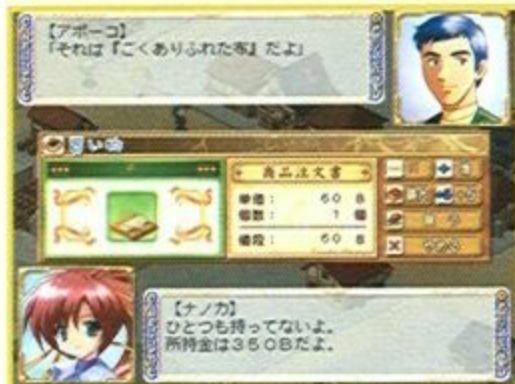 【アポーコ】
「それは『ごくありふれた布』だよ」
商品注文書
単価： 60 B
個数： 1 個
値段： 60 B
【ナノカ】
ひとつも持ってないよ。
所持金は350Bだよ。